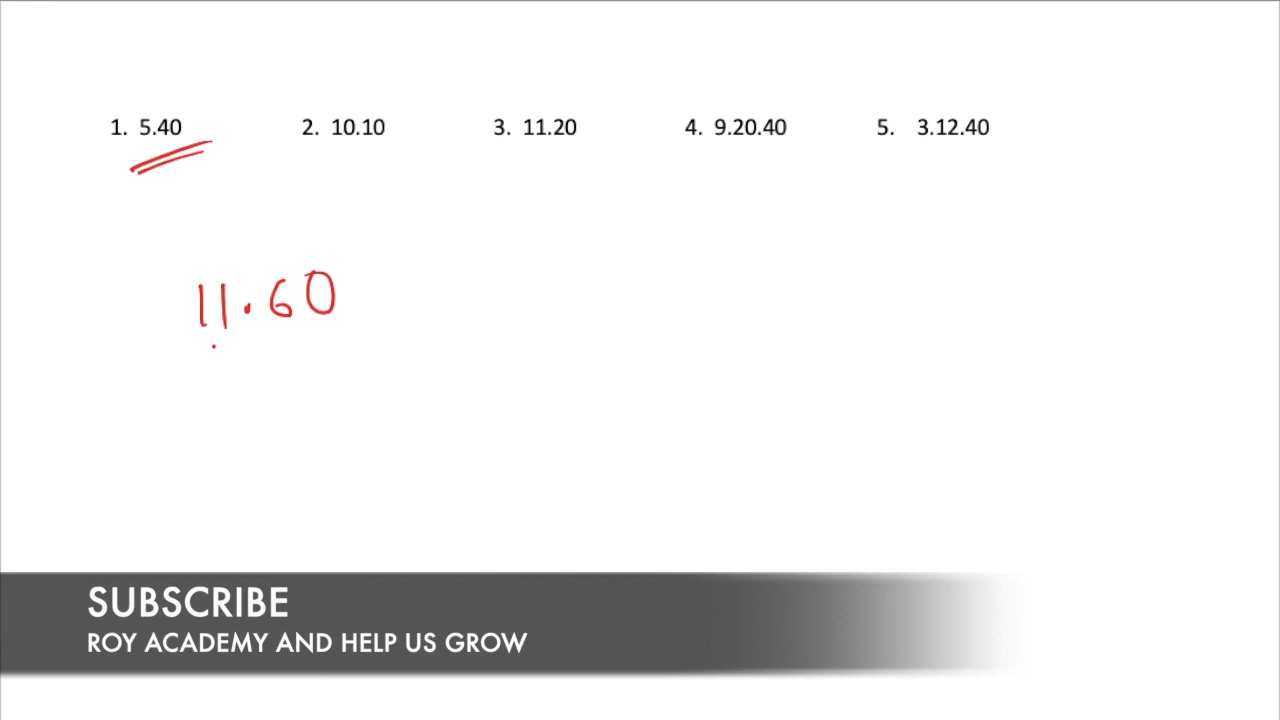 1. 5.40 2. 10.10 3. 11.20 4. 9.20.40 5. 3.12.40
11.60
SUBSCRIBE
ROY ACADEMY AND HELP US GROW